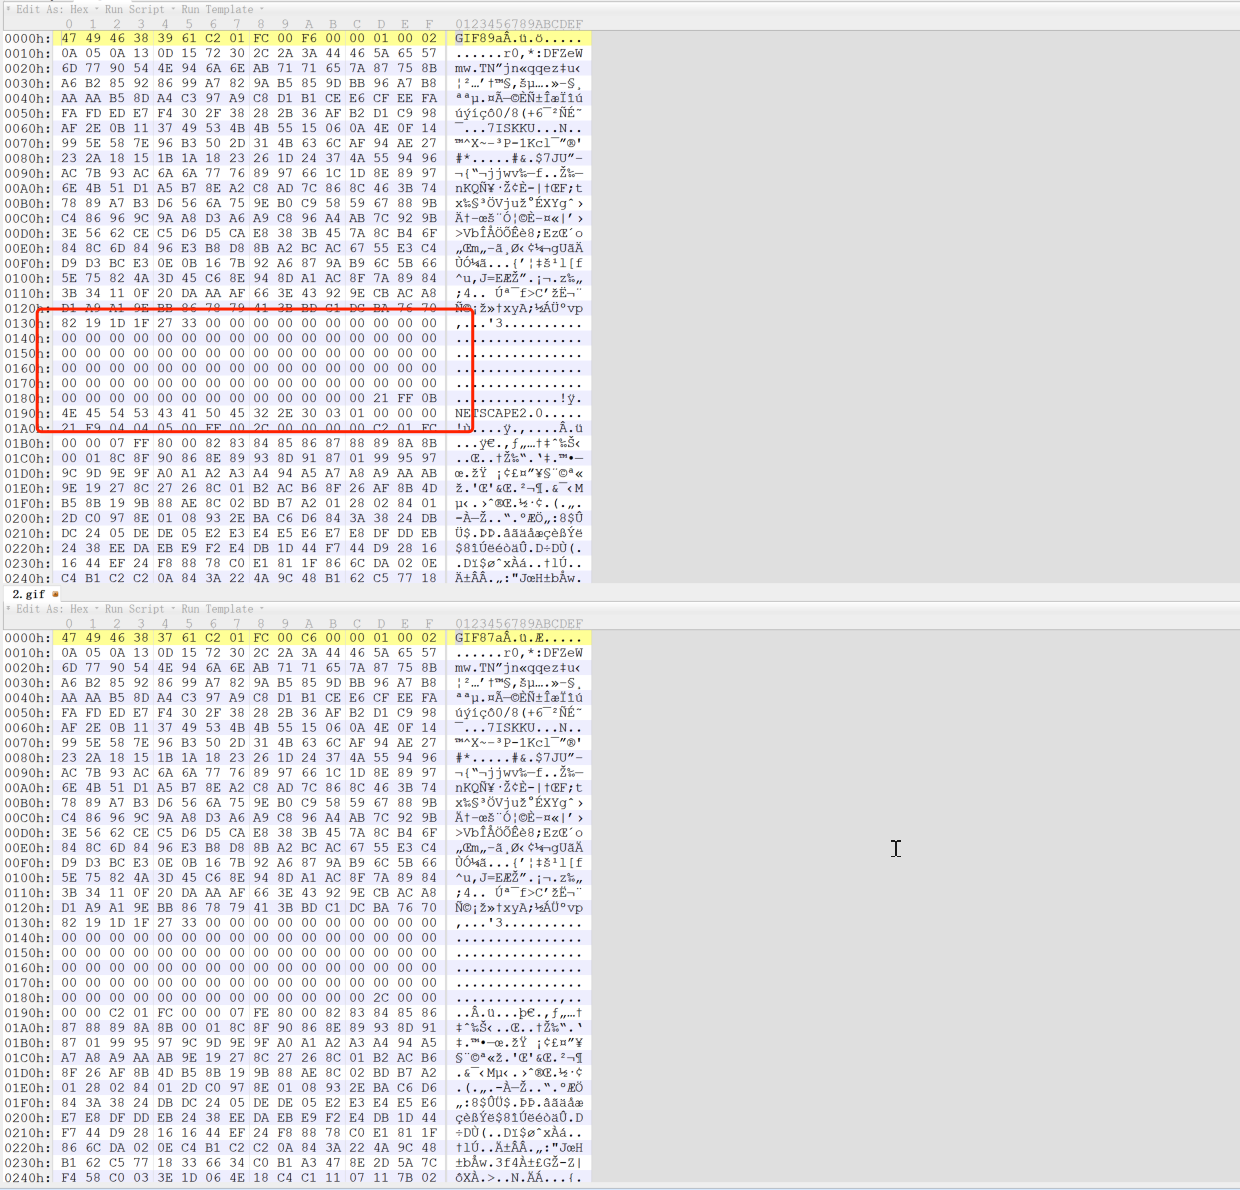 Edit As: Hex Run Script Run Template
0 1 2 3 4 5 6 7 8 9 A B C D E F 0123456789ABCDEF
0000h: 47 49 46 38 39 61 C2 01 FC 00 F6 00 00 01 00 02 GIF89aÂ.ü.ö.....
0010h: 0A 05 0A 13 0D 15 72 30 2C 2A 3A 44 46 5A 65 57 ......r0,*:DFZeW
0020h: 6D 77 90 54 4E 94 6A 6E AB 71 71 65 7A 87 75 8B mw.TN”jn«qqez‡u‹
0030h: A6 B2 85 92 86 99 A7 82 9A B5 85 9D BB 96 A7 B8 ¦²…’†™§‚šµ….»–§¸
0040h: AA AA B5 8D A4 C3 97 A9 C8 D1 B1 CE E6 CF EE FA ªªµ.¤Ã—©ÈÑ±ÎæÏîú
0050h: FA FD ED E7 F4 30 2F 38 28 2B 36 AF B2 D1 C9 98 úýíçô0/8(+6¯²ÑÉ˜
0060h: AF 2E 0B 11 37 49 53 4B 4B 55 15 06 0A 4E 0F 14 ¯...7ISKKU...N..
0070h: 99 5E 58 7E 96 B3 50 2D 31 4B 63 6C AF 94 AE 27 ™^X~–³P-1Kcl¯”®'
0080h: 23 2A 18 15 1B 1A 18 23 26 1D 24 37 4A 55 94 96 #*.....#&.$7JU”–
0090h: AC 7B 93 AC 6A 6A 77 76 89 97 66 1C 1D 8E 89 97 ¬{“¬jjwv‰—f..Ž‰—
00A0h: 6E 4B 51 D1 A5 B7 8E A2 C8 AD 7C 86 8C 46 3B 74 nKQÑ¥·Ž¢È-|†ŒF;t
00B0h: 78 89 A7 B3 D6 56 6A 75 9E B0 C9 58 59 67 88 9B x‰§³ÖVjuž°ÉXYgˆ›
00C0h: C4 86 96 9C 9A A8 D3 A6 A9 C8 96 A4 AB 7C 92 9B Ä†–œš¨Ó¦©È–¤«|’›
00D0h: 3E 56 62 CE C5 D6 D5 CA E8 38 3B 45 7A 8C B4 6F >VbÎÅÖÕÊè8;EzŒ´o
00E0h: 84 8C 6D 84 96 E3 B8 D8 8B A2 BC AC 67 55 E3 C4 „Œm„–ã¸Ø‹¢¼¬gUãÄ
00F0h: D9 D3 BC E3 0E 0B 16 7B 92 A6 87 9A B9 6C 5B 66 ÙÓ¼ã...{’¦‡š¹l[f
0100h: 5E 75 82 4A 3D 45 C6 8E 94 8D A1 AC 8F 7A 89 84 ^u‚J=EÆŽ”.¡¬.z‰„
0110h: 3B 34 11 0F 20 DA AA AF 66 3E 43 92 9E CB AC A8 ;4.. Úª¯f>C’žË¬¨
0120h: D1 A9 A1 9E BB 86 78 79 41 3B BD C1 DC BA 76 70 Ñ©¡ž»†xyA;½ÁÜºvp
0130h: 82 19 1D 1F 27 33 00 00 00 00 00 00 00 00 00 00 ‚...'3..........
0140h: 00 00 00 00 00 00 00 00 00 00 00 00 00 00 00 00 ................
0150h: 00 00 00 00 00 00 00 00 00 00 00 00 00 00 00 00 ................
0160h: 00 00 00 00 00 00 00 00 00 00 00 00 00 00 00 00 ................
0170h: 00 00 00 00 00 00 00 00 00 00 00 00 00 00 00 00 ................
0180h: 00 00 00 00 00 00 00 00 00 00 00 00 00 21 FF 0B .............!ÿ.
0190h: 4E 45 54 53 43 41 50 45 32 2E 30 03 01 00 00 00 NETSCAPE2.0.....
01A0h: 21 F9 04 04 05 00 FF 00 2C 00 00 00 00 C2 01 FC !ù....ÿ.,....Â.ü
01B0h: 00 00 07 FF 80 00 82 83 84 85 86 87 88 89 8A 8B ...ÿ€.‚ƒ„…†‡ˆ‰Š‹
01C0h: 00 01 8C 8F 90 86 8E 89 93 8D 91 87 01 99 95 97 ..Œ..†Ž‰“.‘‡.™•—
01D0h: 9C 9D 9E 9F A0 A1 A2 A3 A4 94 A5 A7 A8 A9 AA AB œ.žŸ ¡¢£¤”¥§¨©ª«
01E0h: 9E 19 27 8C 27 26 8C 01 B2 AC B6 8F 26 AF 8B 4D ž.'Œ'&Œ.²¬¶.&¯‹M
01F0h: B5 8B 19 9B 88 AE 8C 02 BD B7 A2 01 28 02 84 01 µ‹.›ˆ®Œ.½·¢.(.„.
0200h: 2D C0 97 8E 01 08 93 2E BA C6 D6 84 3A 38 24 DB -À—Ž..“.ºÆÖ„:8$Û
0210h: DC 24 05 DE DE 05 E2 E3 E4 E5 E6 E7 E8 DF DD EB Ü$.ÞÞ.âãäåæçèßÝë
0220h: 24 38 EE DA EB E9 F2 E4 DB 1D 44 F7 44 D9 28 16 $8îÚëéòäÛ.D÷DÙ(.
0230h: 16 44 EF 24 F8 88 78 C0 E1 81 1F 86 6C DA 02 0E .Dï$øˆxÀá..†lÚ..
0240h: C4 B1 C2 C2 0A 84 3A 22 4A 9C 48 B1 62 C5 77 18 Ä±ÂÂ.„:"JœH±bÅw.
2.gif
Edit As: Hex Run Script Run Template
0 1 2 3 4 5 6 7 8 9 A B C D E F 0123456789ABCDEF
0000h: 47 49 46 38 37 61 C2 01 FC 00 C6 00 00 01 00 02 GIF87aÂ.ü.Æ.....
0010h: 0A 05 0A 13 0D 15 72 30 2C 2A 3A 44 46 5A 65 57 ......r0,*:DFZeW
0020h: 6D 77 90 54 4E 94 6A 6E AB 71 71 65 7A 87 75 8B mw.TN”jn«qqez‡u‹
0030h: A6 B2 85 92 86 99 A7 82 9A B5 85 9D BB 96 A7 B8 ¦²…’†™§‚šµ….»–§¸
0040h: AA AA B5 8D A4 C3 97 A9 C8 D1 B1 CE E6 CF EE FA ªªµ.¤Ã—©ÈÑ±ÎæÏîú
0050h: FA FD ED E7 F4 30 2F 38 28 2B 36 AF B2 D1 C9 98 úýíçô0/8(+6¯²ÑÉ˜
0060h: AF 2E 0B 11 37 49 53 4B 4B 55 15 06 0A 4E 0F 14 ¯...7ISKKU...N..
0070h: 99 5E 58 7E 96 B3 50 2D 31 4B 63 6C AF 94 AE 27 ™^X~–³P-1Kcl¯”®'
0080h: 23 2A 18 15 1B 1A 18 23 26 1D 24 37 4A 55 94 96 #*.....#&.$7JU”–
0090h: AC 7B 93 AC 6A 6A 77 76 89 97 66 1C 1D 8E 89 97 ¬{“¬jjwv‰—f..Ž‰—
00A0h: 6E 4B 51 D1 A5 B7 8E A2 C8 AD 7C 86 8C 46 3B 74 nKQÑ¥·Ž¢È-|†ŒF;t
00B0h: 78 89 A7 B3 D6 56 6A 75 9E B0 C9 58 59 67 88 9B x‰§³ÖVjuž°ÉXYgˆ›
00C0h: C4 86 96 9C 9A A8 D3 A6 A9 C8 96 A4 AB 7C 92 9B Ä†–œš¨Ó¦©È–¤«|’›
00D0h: 3E 56 62 CE C5 D6 D5 CA E8 38 3B 45 7A 8C B4 6F >VbÎÅÖÕÊè8;EzŒ´o
00E0h: 84 8C 6D 84 96 E3 B8 D8 8B A2 BC AC 67 55 E3 C4 „Œm„–ã¸Ø‹¢¼¬gUãÄ
00F0h: D9 D3 BC E3 0E 0B 16 7B 92 A6 87 9A B9 6C 5B 66 ÙÓ¼ã...{’¦‡š¹l[f
0100h: 5E 75 82 4A 3D 45 C6 8E 94 8D A1 AC 8F 7A 89 84 ^u‚J=EÆŽ”.¡¬.z‰„
0110h: 3B 34 11 0F 20 DA AA AF 66 3E 43 92 9E CB AC A8 ;4.. Úª¯f>C’žË¬¨
0120h: D1 A9 A1 9E BB 86 78 79 41 3B BD C1 DC BA 76 70 Ñ©¡ž»†xyA;½ÁÜºvp
0130h: 82 19 1D 1F 27 33 00 00 00 00 00 00 00 00 00 00 ‚...'3..........
0140h: 00 00 00 00 00 00 00 00 00 00 00 00 00 00 00 00 ................
0150h: 00 00 00 00 00 00 00 00 00 00 00 00 00 00 00 00 ................
0160h: 00 00 00 00 00 00 00 00 00 00 00 00 00 00 00 00 ................
0170h: 00 00 00 00 00 00 00 00 00 00 00 00 00 00 00 00 ................
0180h: 00 00 00 00 00 00 00 00 00 00 00 00 00 2C 00 00 .............,..
0190h: 00 00 C2 01 FC 00 00 07 FE 80 00 82 83 84 85 86 ..Â.ü...þ€.‚ƒ„…†
01A0h: 87 88 89 8A 8B 00 01 8C 8F 90 86 8E 89 93 8D 91 ‡ˆ‰Š‹..Œ..†Ž‰“.‘
01B0h: 87 01 99 95 97 9C 9D 9E 9F A0 A1 A2 A3 A4 94 A5 ‡.™•—œ.žŸ ¡¢£¤”¥
01C0h: A7 A8 A9 AA AB 9E 19 27 8C 27 26 8C 01 B2 AC B6 §¨©ª«ž.'Œ'&Œ.²¬¶
01D0h: 8F 26 AF 8B 4D B5 8B 19 9B 88 AE 8C 02 BD B7 A2 .&¯‹Mµ‹.›ˆ®Œ.½·¢
01E0h: 01 28 02 84 01 2D C0 97 8E 01 08 93 2E BA C6 D6 .(.„.-À—Ž..“.ºÆÖ
01F0h: 84 3A 38 24 DB DC 24 05 DE DE 05 E2 E3 E4 E5 E6 „:8$ÛÜ$.ÞÞ.âãäåæ
0200h: E7 E8 DF DD EB 24 38 EE DA EB E9 F2 E4 DB 1D 44 çèßÝë$8îÚëéòäÛ.D
0210h: F7 44 D9 28 16 16 44 EF 24 F8 88 78 C0 E1 81 1F ÷DÙ(..Dï$øˆxÀá..
0220h: 86 6C DA 02 0E C4 B1 C2 C2 0A 84 3A 22 4A 9C 48 †lÚ..Ä±ÂÂ.„:"JœH
0230h: B1 62 C5 77 18 33 66 34 C0 B1 A3 47 8E 2D 5A 7C ±bÅw.3f4À±£GŽ-Z|
0240h: F4 58 C0 03 3E 1D 06 4E 18 C4 C1 11 07 11 7B 02 ôXÀ.>..N.ÄÁ...{.